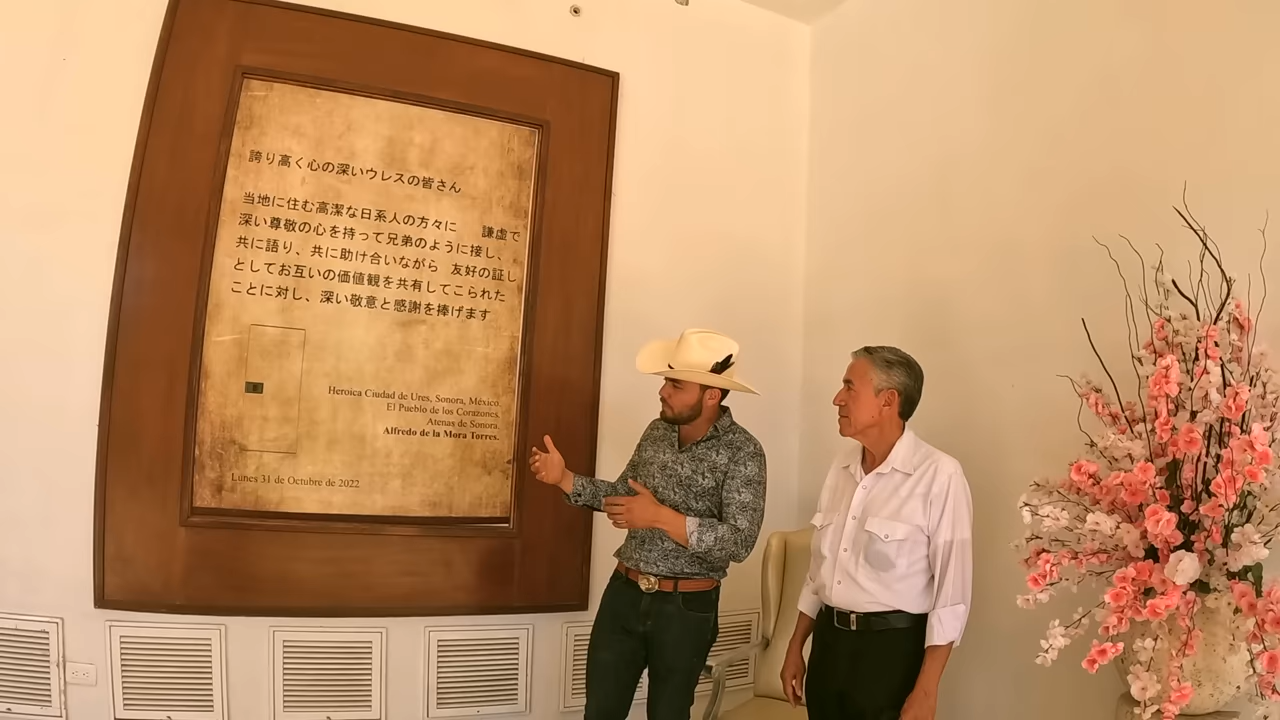 誇り高く心の深いウレスの皆さん
当地に住む高潔な日系人の方々に 謙虚で
深い尊敬の心を持って兄弟のように接し、
共に語り、共に助け合いながら 友好の証し
としてお互いの価値観を共有してこられた
ことに対し、深い敬意と感謝を捧げます
Heroica Ciudad de Ures, Sonora, México.
El Pueblo de los Corazones.
Atenas de Sonora.
Alfredo de la Mora Torres.
Lunes 31 de Octubre de 2022